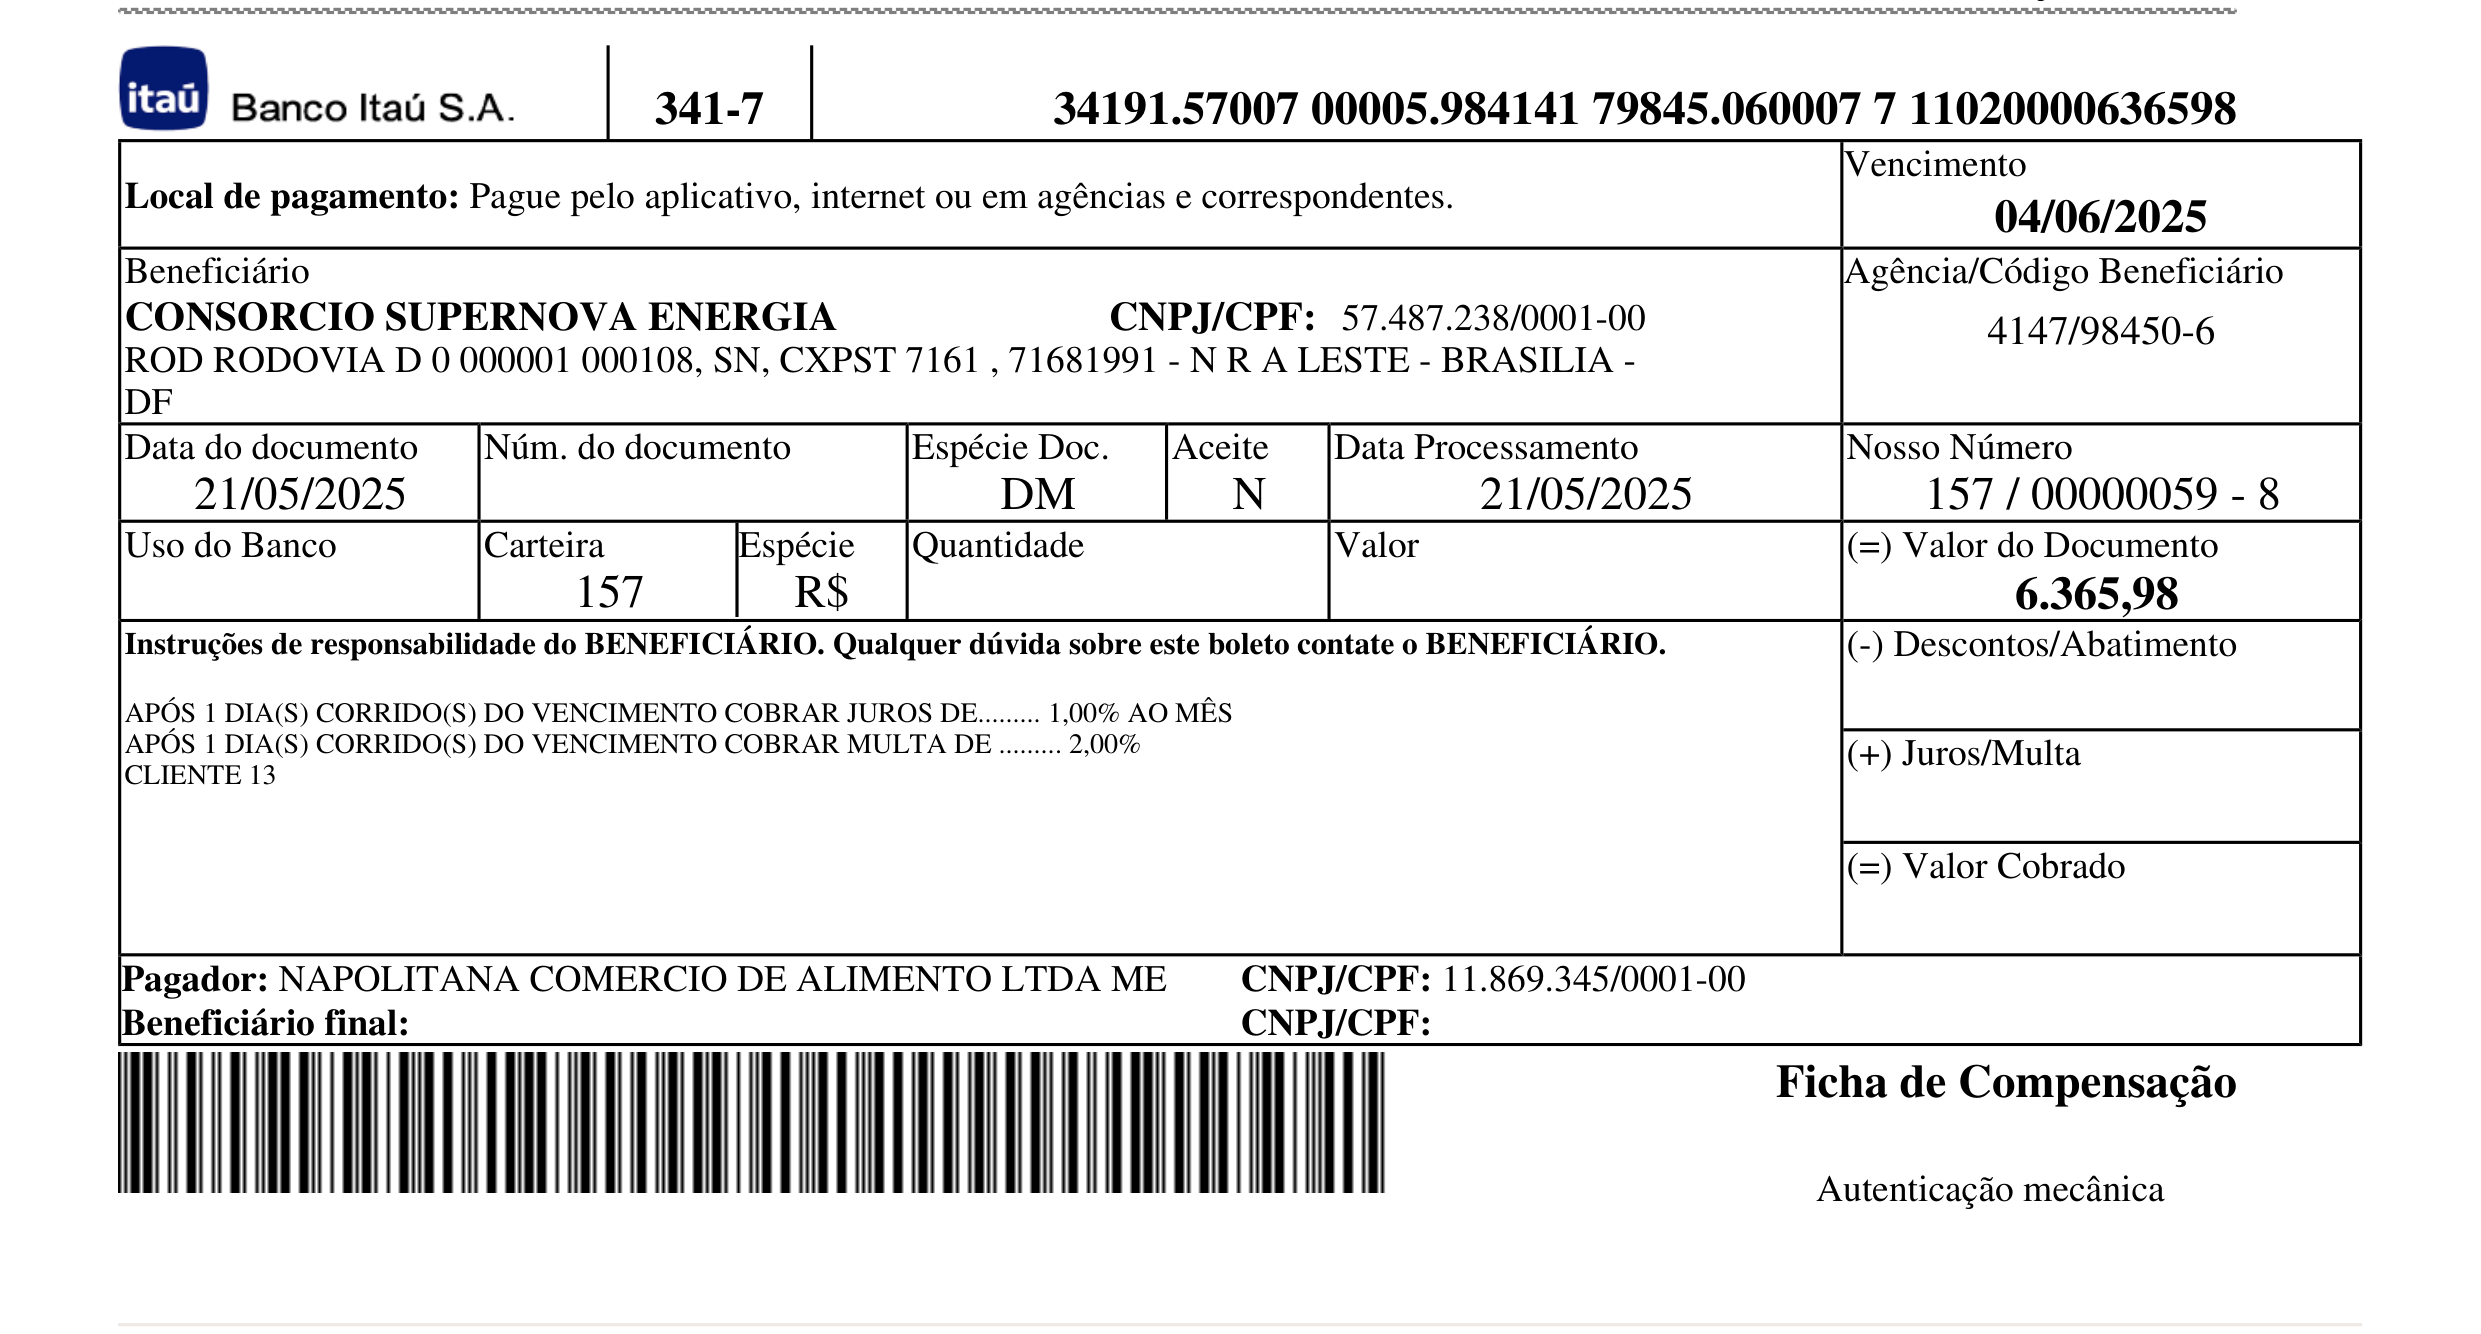 itaú Banco Itaú S.A. 341-7 34191.57007 00005.984141 79845.060007 7 11020000636598
Local de pagamento: Pague pelo aplicativo, internet ou em agências e correspondentes.
Vencimento
04/06/2025
Beneficiário
CONSORCIO SUPERNOVA ENERGIA CNPJ/CPF: 57.487.238/0001-00
ROD RODOVIA D 0 000001 000108, SN, CXPST 7161 , 71681991 - N R A LESTE - BRASILIA -
DF
Agência/Código Beneficiário
4147/98450-6
Data do documento
21/05/2025
Núm. do documento
Espécie Doc.
DM
Aceite
N
Data Processamento
21/05/2025
Nosso Número
157 / 00000059 - 8
Uso do Banco
Carteira
157
Espécie
R$
Quantidade
Valor
(=) Valor do Documento
6.365,98
Instruções de responsabilidade do BENEFICIÁRIO. Qualquer dúvida sobre este boleto contate o BENEFICIÁRIO.
APÓS 1 DIA(S) CORRIDO(S) DO VENCIMENTO COBRAR JUROS DE......... 1,00% AO MÊS
APÓS 1 DIA(S) CORRIDO(S) DO VENCIMENTO COBRAR MULTA DE ......... 2,00%
CLIENTE 13
(-) Descontos/Abatimento
(+) Juros/Multa
(=) Valor Cobrado
Pagador: NAPOLITANA COMERCIO DE ALIMENTO LTDA ME CNPJ/CPF: 11.869.345/0001-00
Beneficiário final: CNPJ/CPF:
Ficha de Compensação
Autenticação mecânica